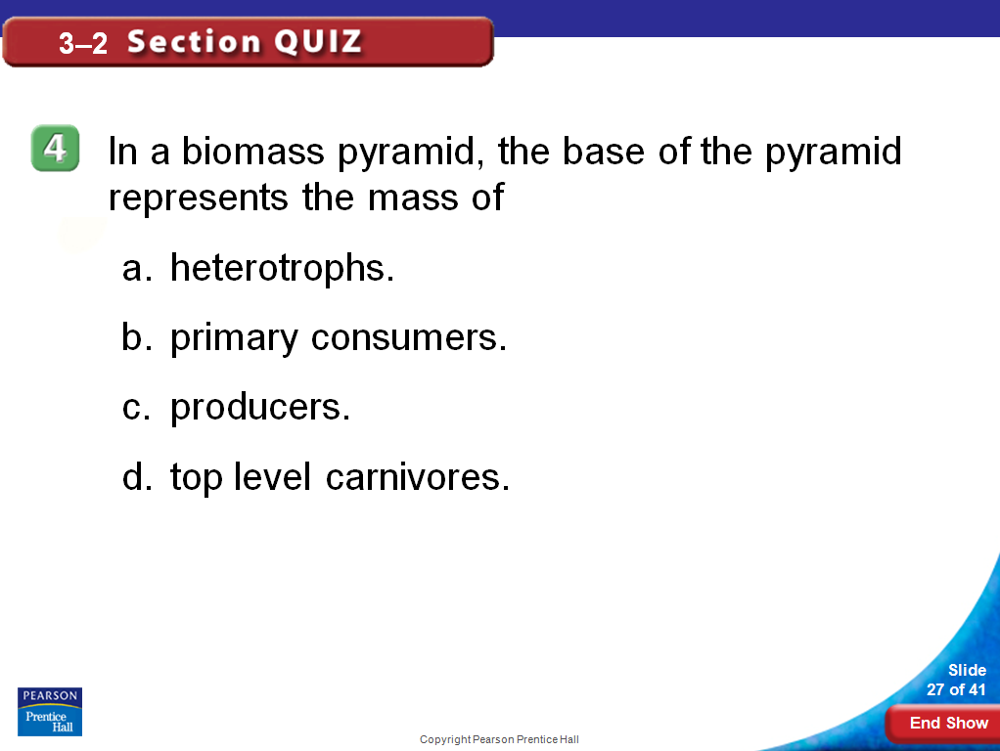 3–2 Section QUIZ
4 In a biomass pyramid, the base of the pyramid
represents the mass of
a. heterotrophs.
b. primary consumers.
c. producers.
d. top level carnivores.
Slide
27 of 41
End Show
PEARSON
Prentice
Hall
Copyright Pearson Prentice Hall